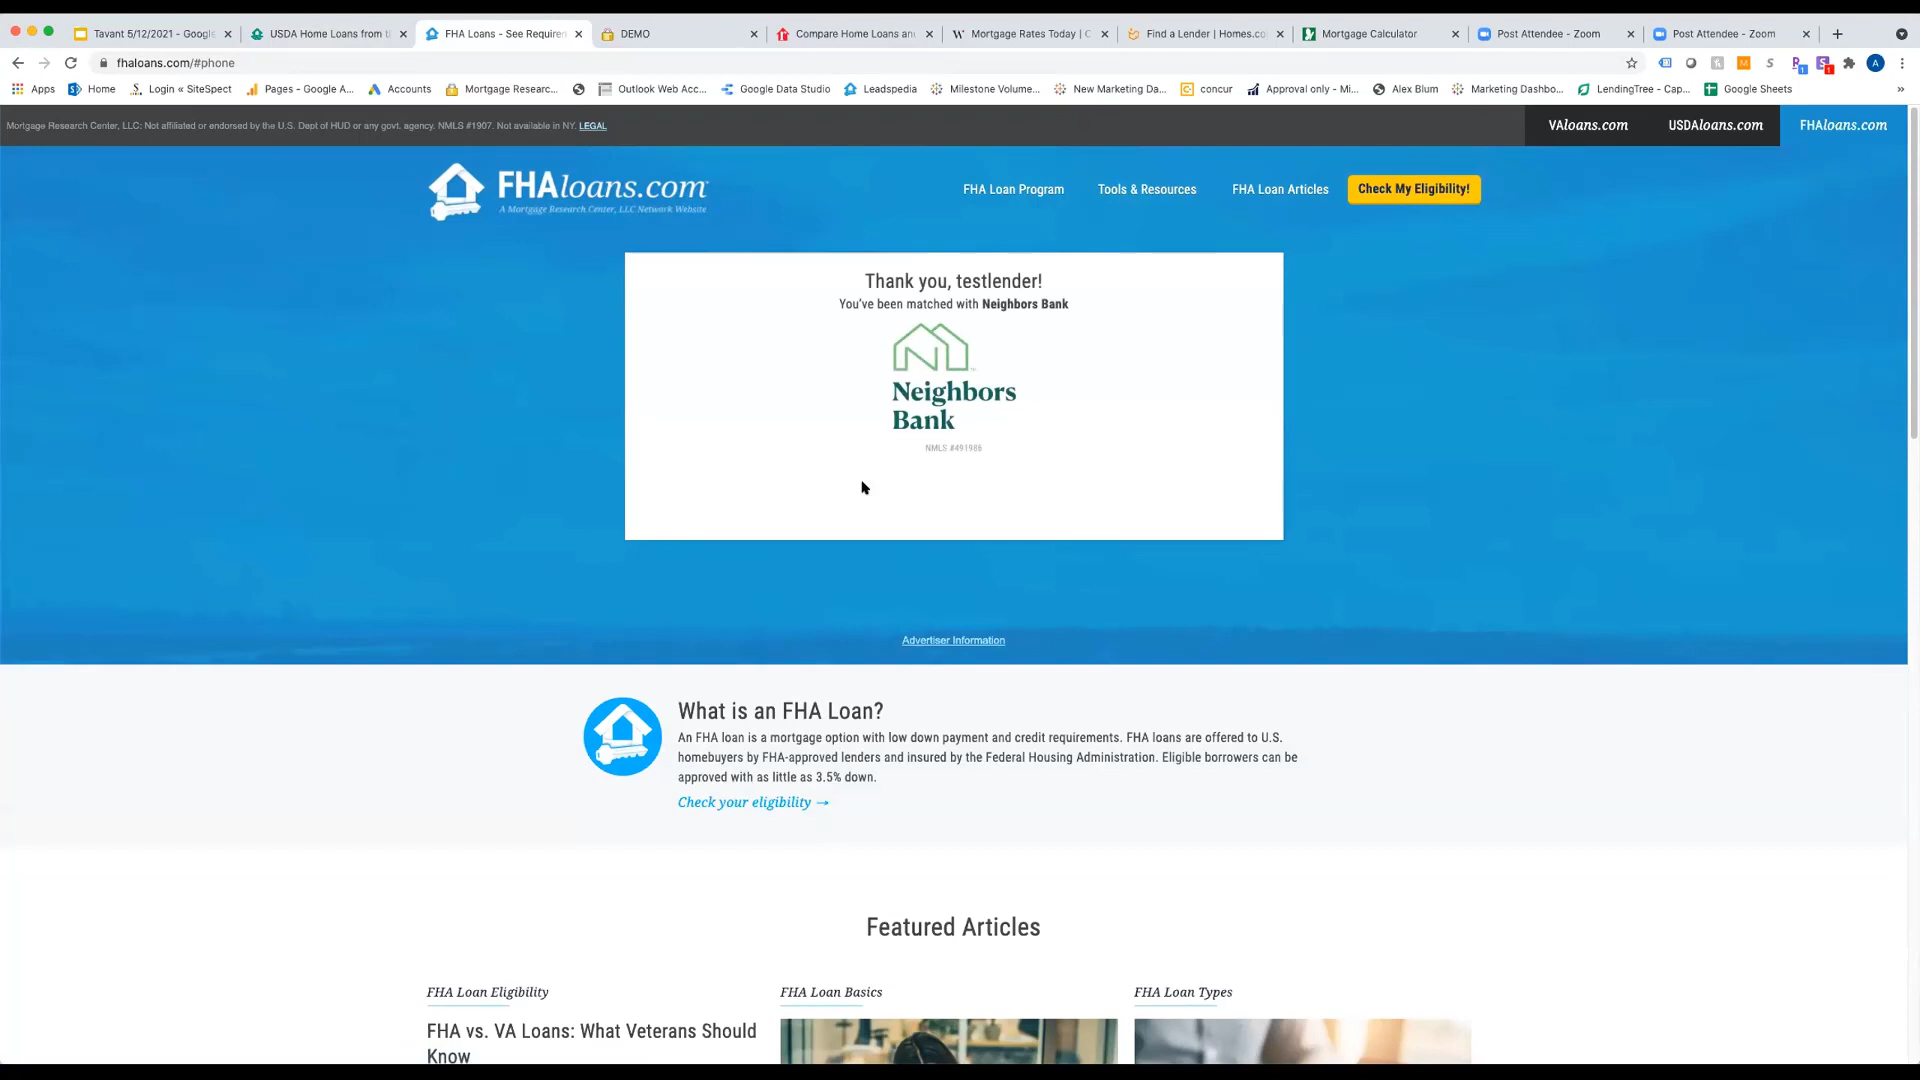 Tavant 5/12/2021 - Google
USDA Home Loans from t
FHA Loans - See Requirem
DEMO
Compare Home Loans and
Mortgage Rates Today | C
Find a Lender | Homes.co
Mortgage Calculator
Post Attendee - Zoom
Post Attendee - Zoom
fhaloans.com/#phone
Apps
Home
Login « SiteSpect
Pages - Google A...
Accounts
Mortgage Researc...
Outlook Web Acc...
Google Data Studio
Leadspedia
Milestone Volume...
New Marketing Da...
concur
Approval only - Mi...
Alex Blum
Marketing Dashbo...
LendingTree - Cap...
Google Sheets
Mortgage Research Center, LLC: Not affiliated or endorsed by the U.S. Dept of HUD or any govt. agency. NMLS #1907. Not available in NY. LEGAL
VAloans.com
USDAloans.com
FHAloans.com
FHAloans.com
A Mortgage Research Center, LLC Network Website
FHA Loan Program
Tools & Resources
FHA Loan Articles
Check My Eligibility!
Thank you, testlender!
You've been matched with Neighbors Bank
Neighbors
Bank
NMLS #491986
Advertiser Information
What is an FHA Loan?
An FHA loan is a mortgage option with low down payment and credit requirements. FHA loans are offered to U.S.
homebuyers by FHA-approved lenders and insured by the Federal Housing Administration. Eligible borrowers can be
approved with as little as 3.5% down.
Check your eligibility →
Featured Articles
FHA Loan Eligibility
FHA Loan Basics
FHA Loan Types
FHA vs. VA Loans: What Veterans Should
Know